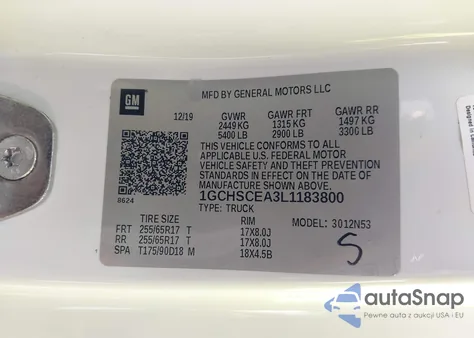 GM
MFD BY GENERAL MOTORS LLC
12/19 GVWR GAWR FRT GAWR RR
2449 KG 1315 KG 1497 KG
5400 LB 2900 LB 3300 LB
THIS VEHICLE CONFORMS TO ALL
APPLICABLE U.S. FEDERAL MOTOR
VEHICLE SAFETY AND THEFT PREVENTION
STANDARDS IN EFFECT ON THE DATE OF
MANUFACTURE SHOWN ABOVE.
8624 1GCHSCEA3L1183800
TYPE: TRUCK
TIRE SIZE RIM MODEL: 3012N53
FRT 255/65R17 T 17X8.0J
RR 255/65R17 T 17X8.0J
SPA T175/90D18 M 18X4.5B
S
autoSnap
Pewne auta z aukcji USA i EU